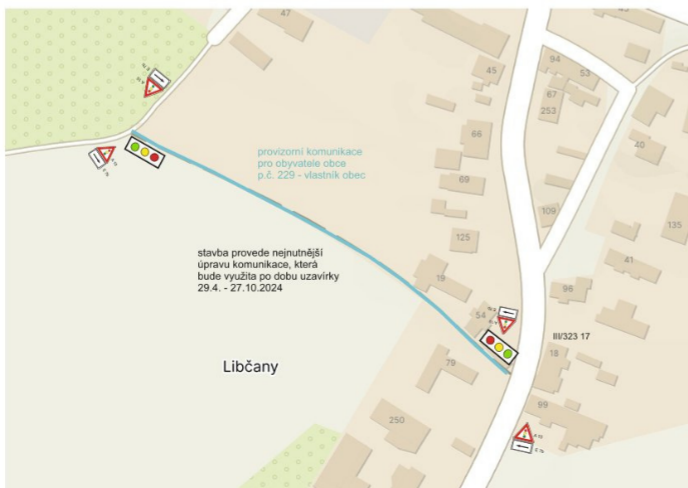 47
45
94
53
67
253
66
40
69
109
135
125
41
19
96
54
18
79
99
250
provizorní komunikace
pro obyvatele obce
p.č. 229 - vlastník obec
stavba provede nejnutnější
úpravu komunikace, která
bude využita po dobu uzavírky
29.4. - 27.10.2024
III/323 17
Libčany